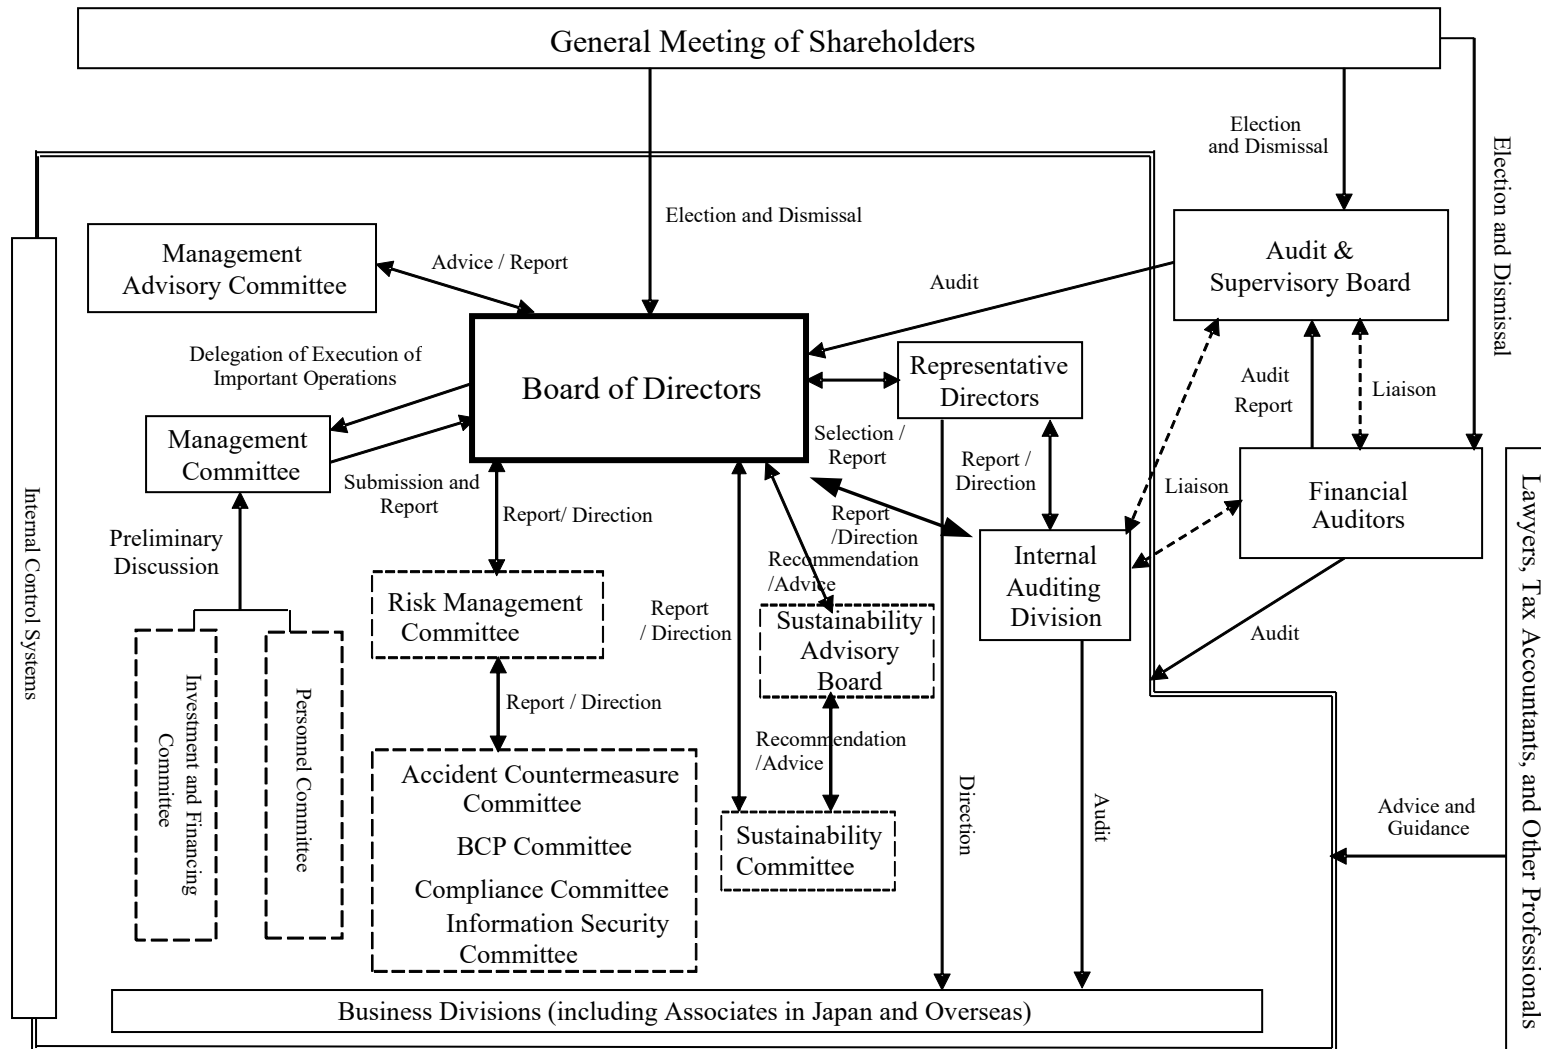 General Meeting of Shareholders
Election
and Dismissal
Election and Dismissal
Election and Dismissal
Management
Advisory Committee
Advice / Report
Audit
Audit &
Supervisory Board
Delegation of Execution of
Important Operations
Board of Directors
Representative
Directors
Audit
Report
Liaison
Management
Committee
Submission and
Report
Selection /
Report
Report /
Direction
Liaison
Financial
Auditors
Internal Control Systems
Lawyers, Tax Accountants, and Other Professionals
Preliminary
Discussion
Report/ Direction
Report
/Direction
Recommendation
/Advice
Internal
Auditing
Division
Risk Management
Committee
Report
/ Direction
Sustainability
Advisory
Board
Audit
Investment and Financing
Committee
Personnel Committee
Report / Direction
Recommendation
/Advice
Accident Countermeasure
Committee
BCP Committee
Compliance Committee
Information Security
Committee
Sustainability
Committee
Direction
Audit
Advice and
Guidance
Business Divisions (including Associates in Japan and Overseas)